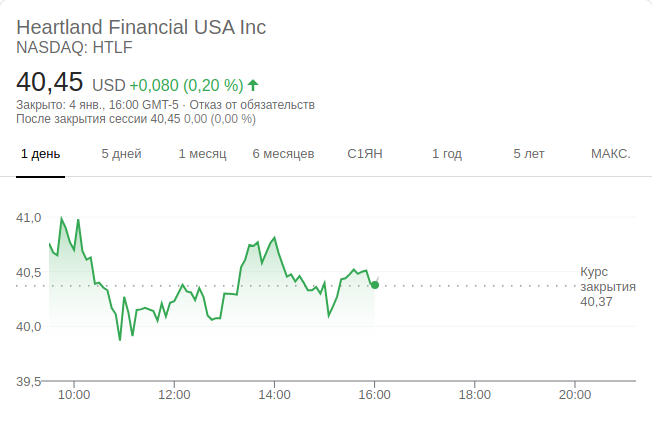 Heartland Financial USA Inc
NASDAQ: HTLF
40,45 USD +0,080 (0,20 %)
Закрыто: 4 янв., 16:00 GMT-5 · Отказ от обязательств
После закрытия сессии 40,45 0,00 (0,00 %)
1 день 5 дней 1 месяц 6 месяцев С1ЯН 1 год 5 лет МАКС.
41,0
40,5
Курс
закрытия
40,37
40,0
39,5
10:00 12:00 14:00 16:00 18:00 20:00